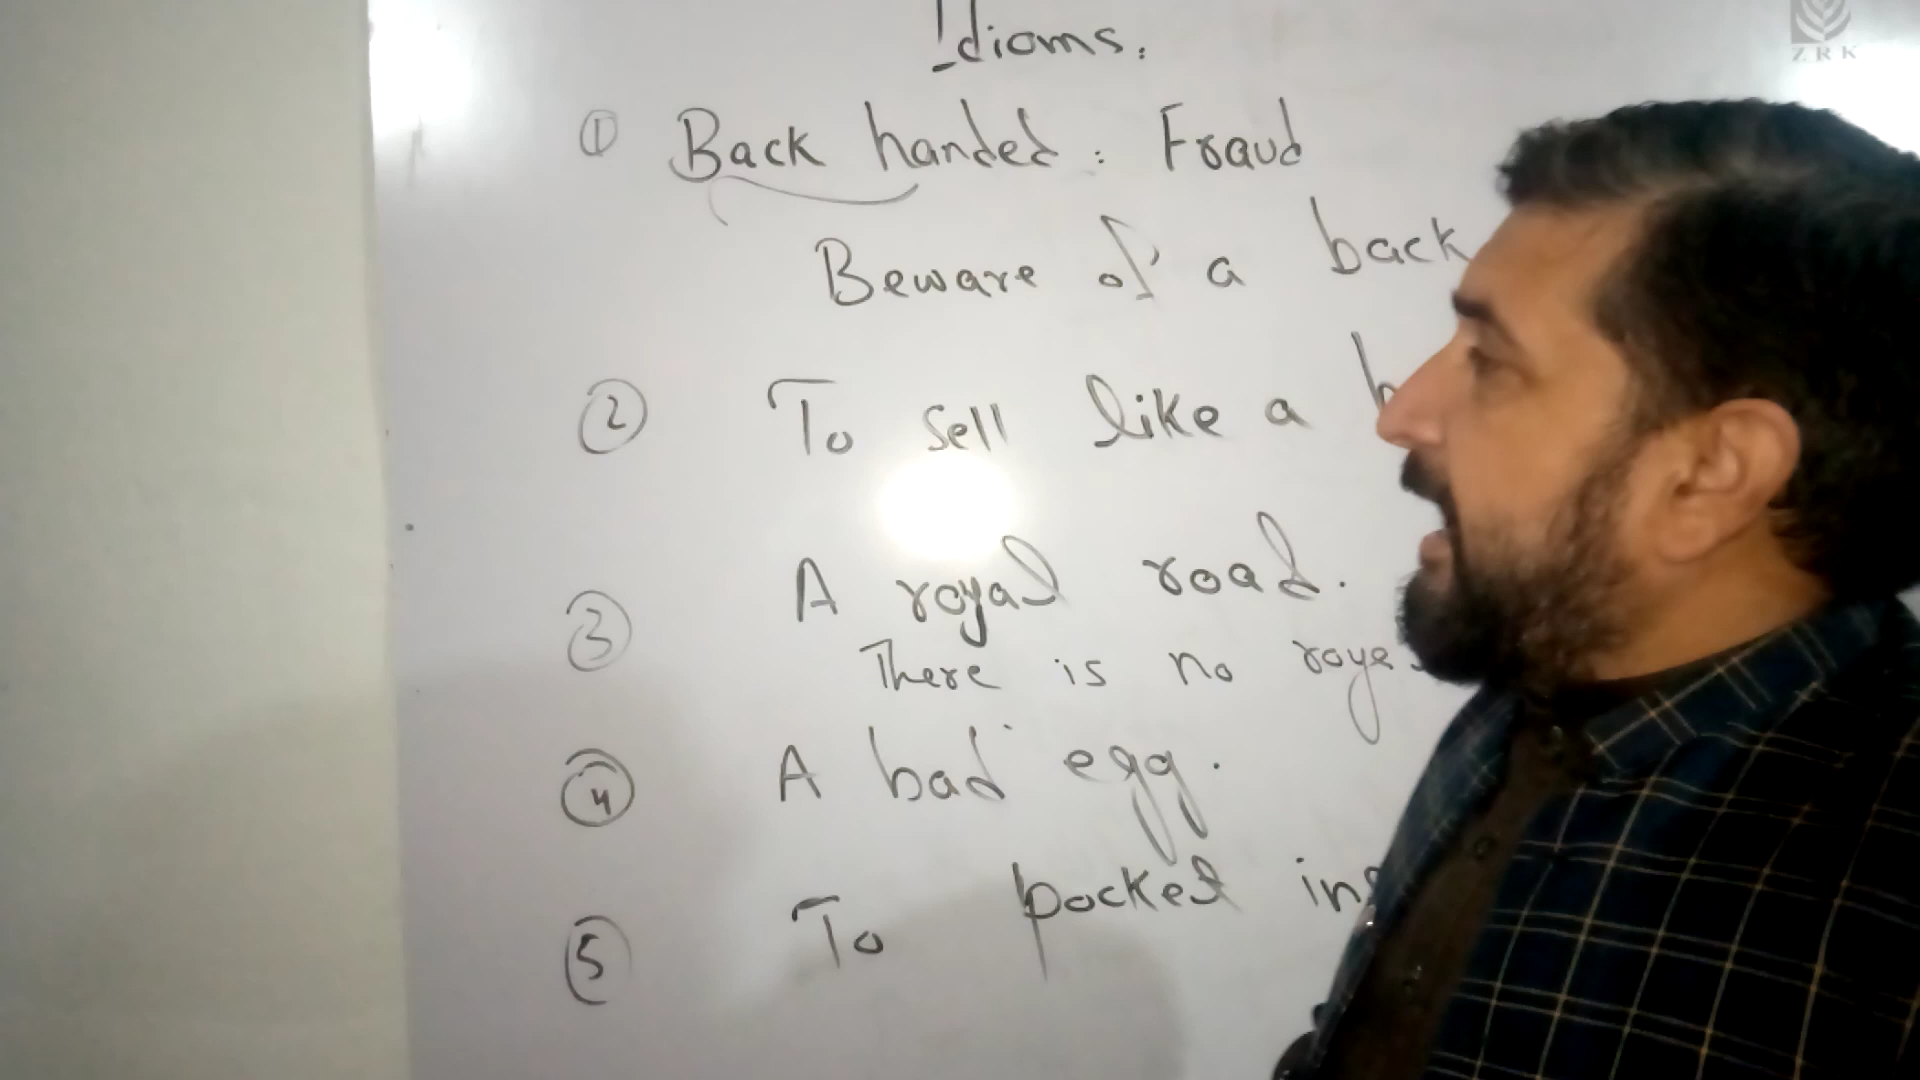 Idioms.
① Back handed : Fraud
Beware of a back
② To sell like a
③ A royal road.
There is no
④ A bad egg.
⑤ To pocket
ZRK